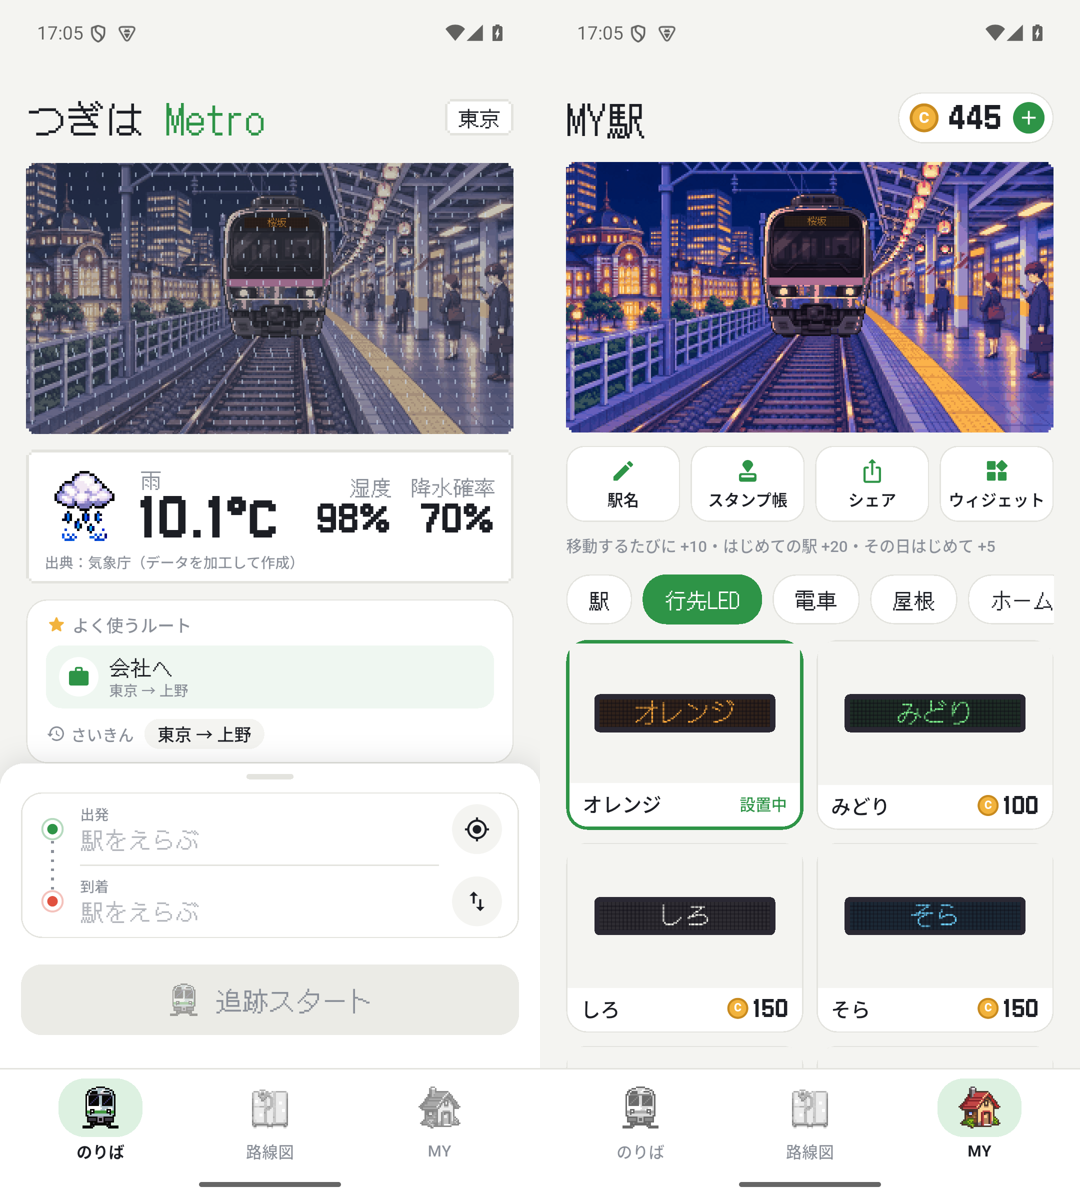 17:05
つぎは Metro
東京
桜坂
雨
10.1°C
湿度
98%
降水確率
70%
出典：気象庁（データを加工して作成）
よく使うルート
会社へ
東京 → 上野
さいきん
東京 → 上野
出発
駅をえらぶ
到着
駅をえらぶ
追跡スタート
のりば
路線図
MY
17:05
MY駅
C 445 +
桜坂
駅名
スタンプ帳
シェア
ウィジェット
移動するたびに +10・はじめての駅 +20・その日はじめて +5
駅
行先LED
電車
屋根
ホーム
オレンジ
オレンジ
設置中
みどり
みどり
C 100
しろ
しろ
C 150
そら
そら
C 150
のりば
路線図
MY